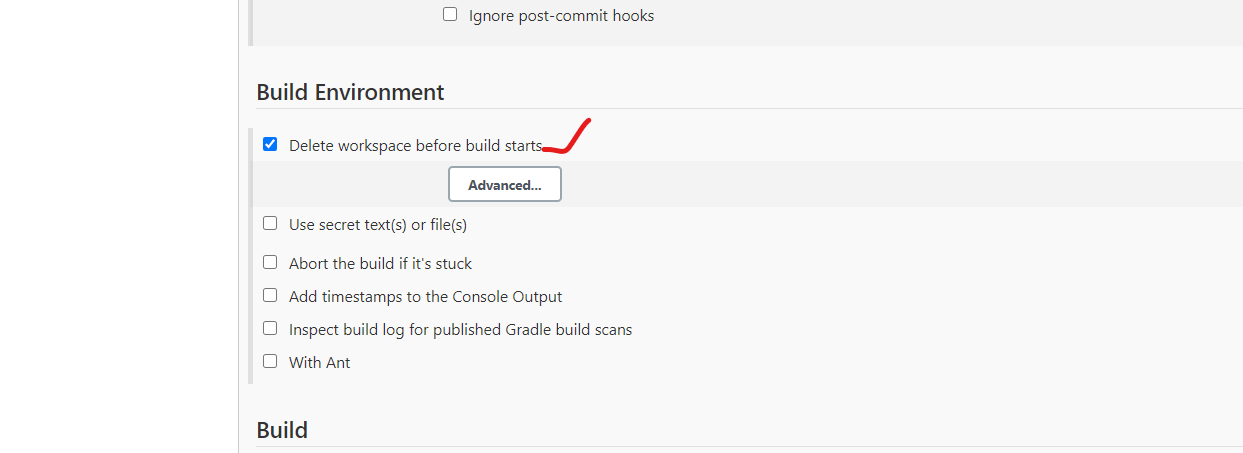 Ignore post-commit hooks
Build Environment
Delete workspace before build starts
Advanced...
Use secret text(s) or file(s)
Abort the build if it's stuck
Add timestamps to the Console Output
Inspect build log for published Gradle build scans
With Ant
Build